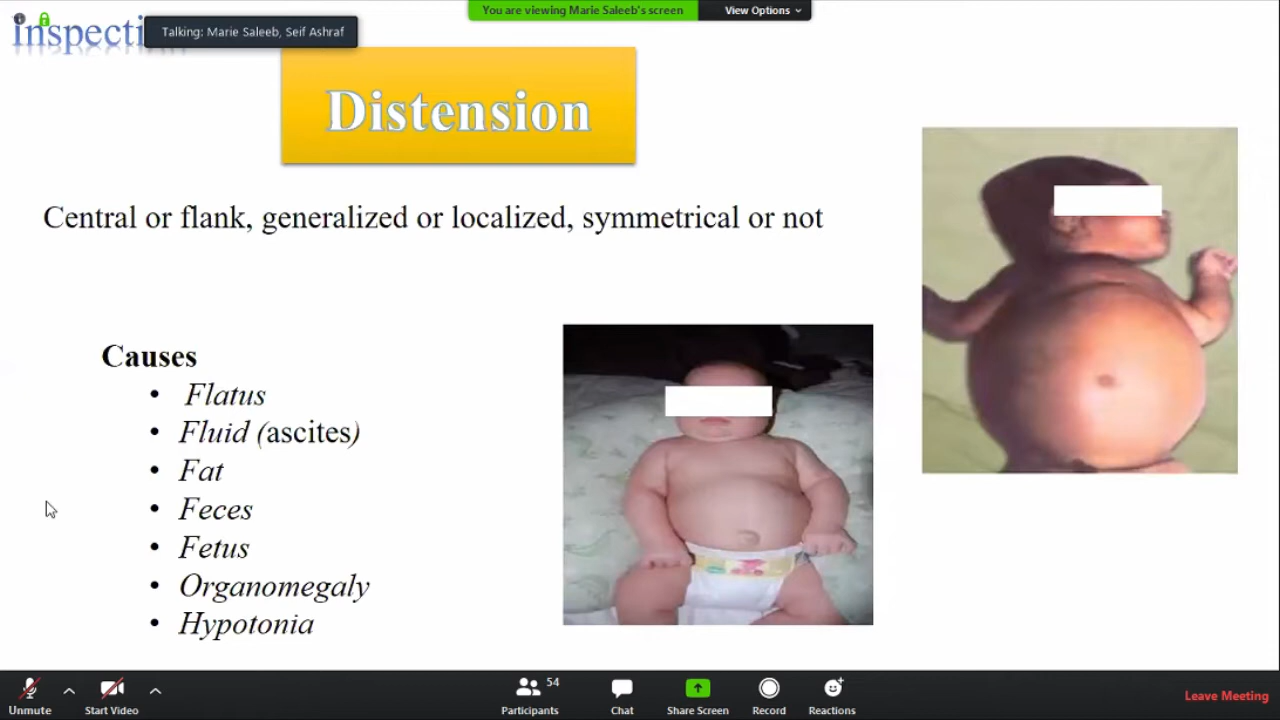 You are viewing Marie Saleeb's screen
View Options
Talking: Marie Saleeb, Seif Ashraf
Distension
Central or flank, generalized or localized, symmetrical or not
Causes
• Flatus
• Fluid (ascites)
• Fat
• Feces
• Fetus
• Organomegaly
• Hypotonia
Unmute
Start Video
54
Participants
Chat
Share Screen
Record
Reactions
Leave Meeting